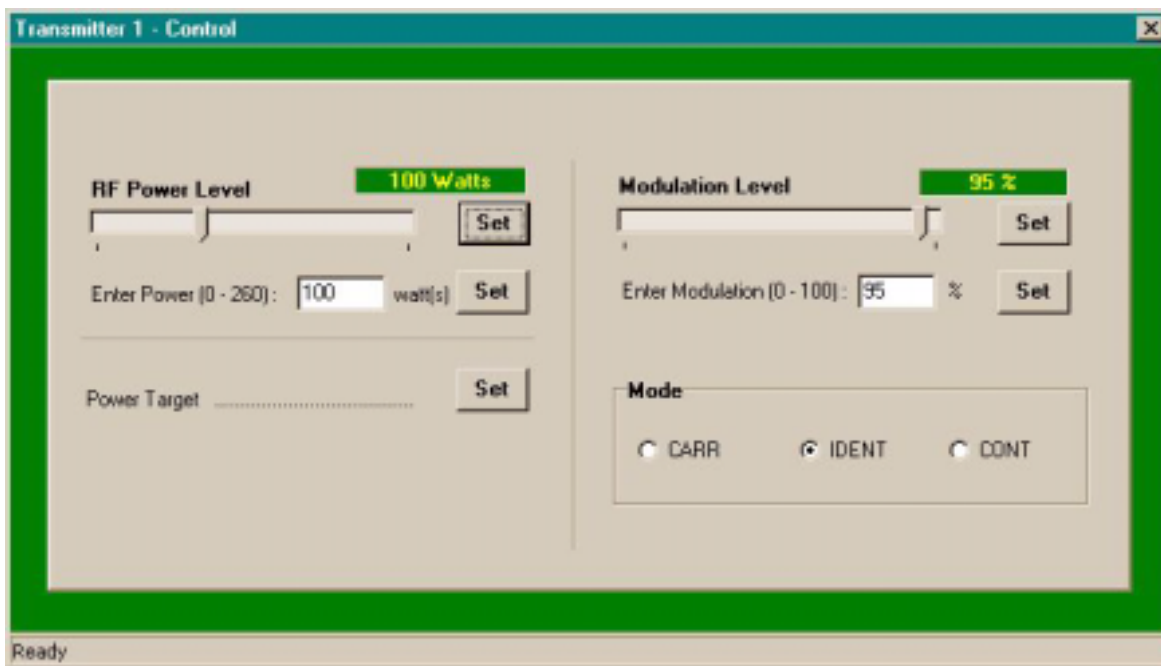 Transmitter 1 - Control
RF Power Level
100 Watts
Set
Enter Power (0 - 260) :
100
watt(s)
Set
Power Target ..................................
Set
Modulation Level
95 %
Set
Enter Modulation (0 - 100) :
95
%
Set
Mode
CARR
IDENT
CONT
Ready